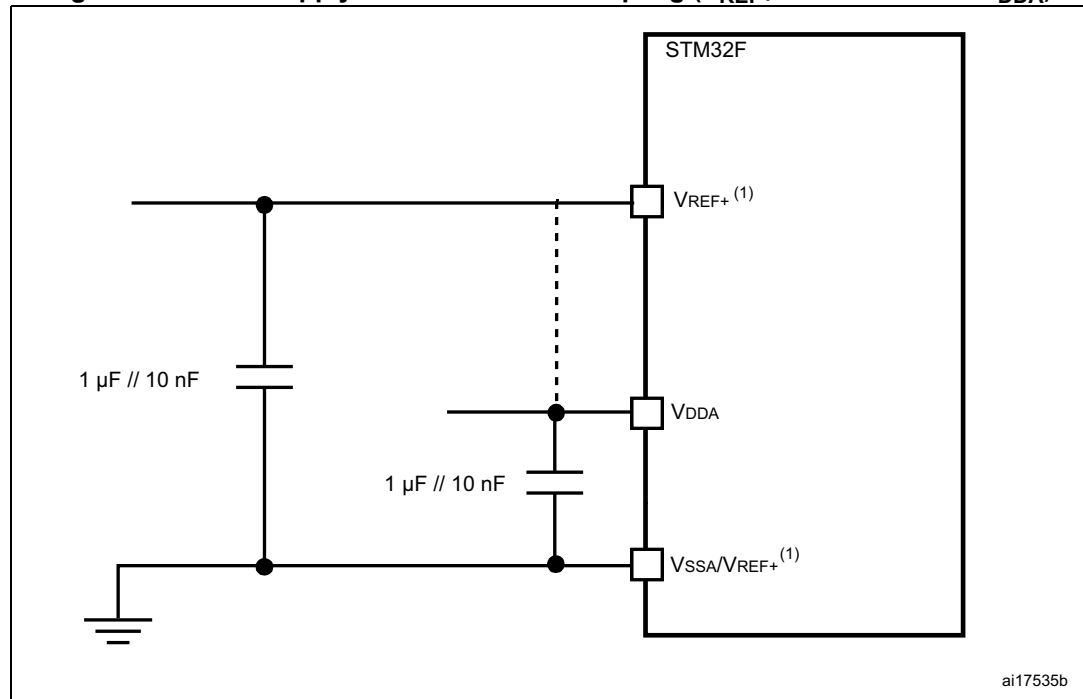 STM32F
VREF+ (1)
1 µF // 10 nF
VDDA
1 µF // 10 nF
VSSA/VREF+ (1)
ai17535b